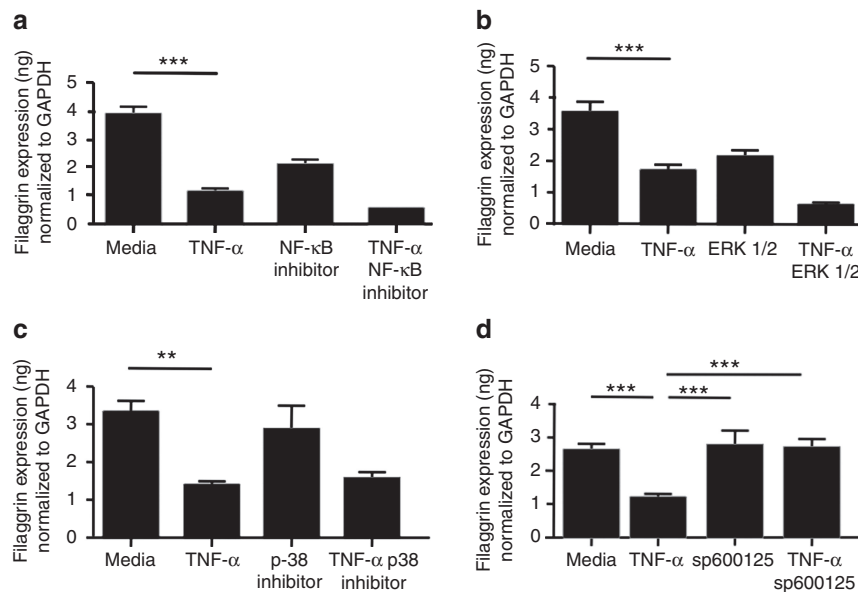 a
Filaggrin expression (ng)
normalized to GAPDH
***
5
4
3
2
1
0
Media
TNF-α
NF-κB
inhibitor
TNF-α
NF-κB
inhibitor
b
Filaggrin expression (ng)
normalized to GAPDH
***
5
4
3
2
1
0
Media
TNF-α
ERK 1/2
TNF-α
ERK 1/2
c
Filaggrin expression (ng)
normalized to GAPDH
**
4
3
2
1
0
Media
TNF-α
p-38
inhibitor
TNF-α p38
inhibitor
d
Filaggrin expression (ng)
normalized to GAPDH
***
***
***
4
3
2
1
0
Media
TNF-α
sp600125
TNF-α
sp600125